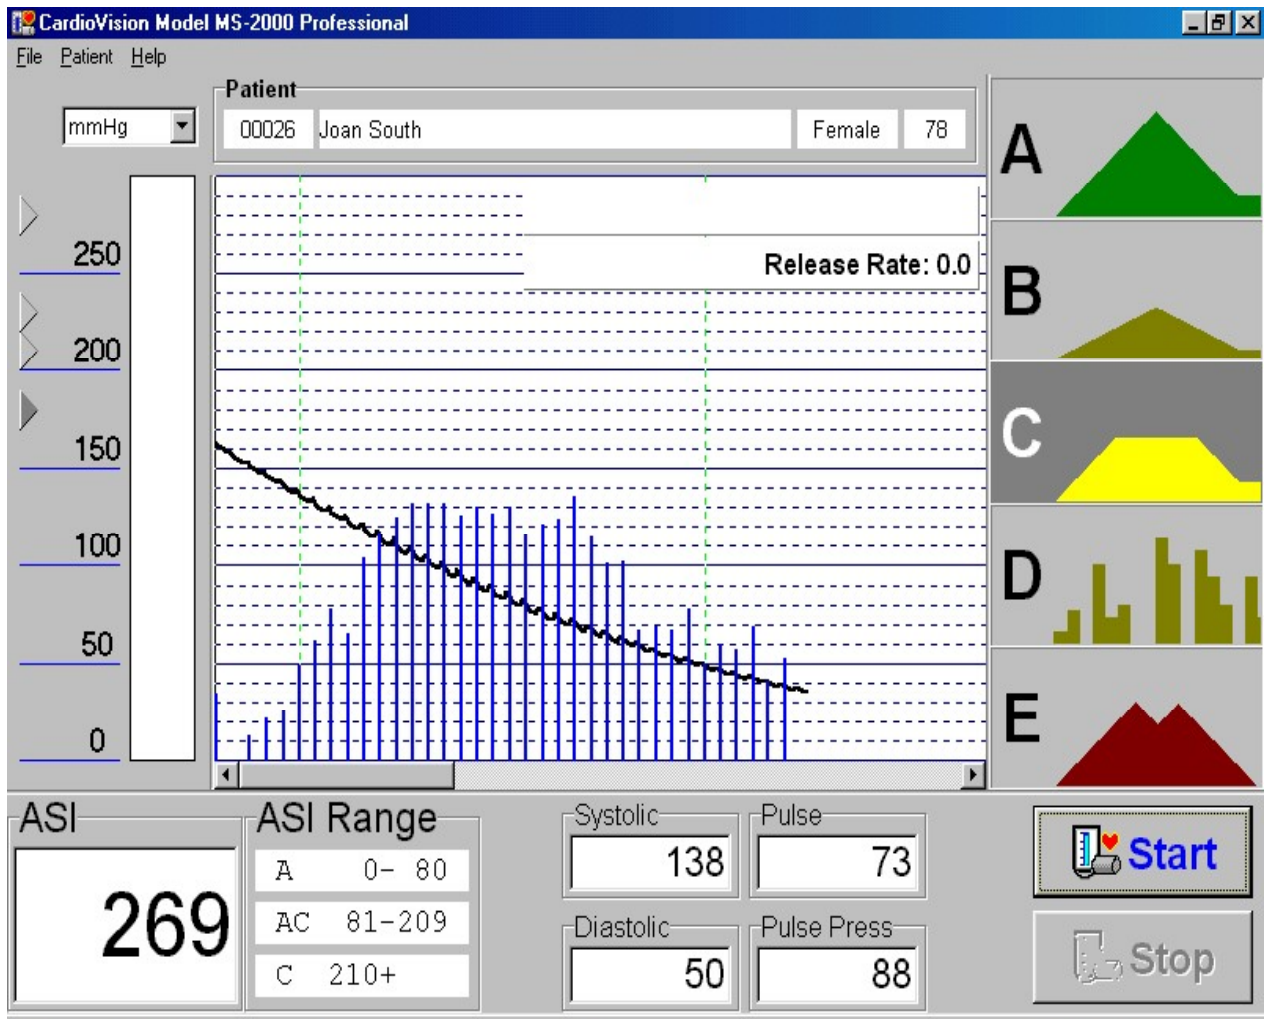 CardioVision Model MS-2000 Professional
File Patient Help
Patient
mmHg
00026 Joan South Female 78
Release Rate: 0.0
250
200
150
100
50
0
A
B
C
D
E
ASI
269
ASI Range
A 0- 80
AC 81-209
C 210+
Systolic
138
Pulse
73
Diastolic
50
Pulse Press
88
Start
Stop